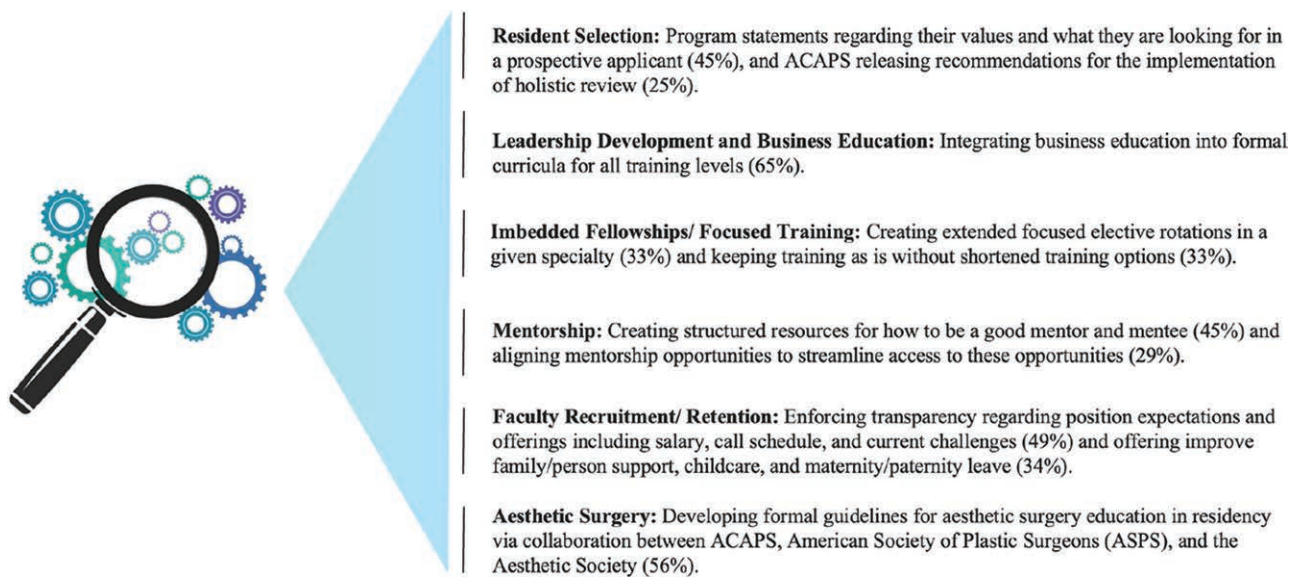 Resident Selection: Program statements regarding their values and what they are looking for in
a prospective applicant (45%), and ACAPS releasing recommendations for the implementation
of holistic review (25%).
Leadership Development and Business Education: Integrating business education into formal
curricula for all training levels (65%).
Imbedded Fellowships/ Focused Training: Creating extended focused elective rotations in a
given specialty (33%) and keeping training as is without shortened training options (33%).
Mentorship: Creating structured resources for how to be a good mentor and mentee (45%) and
aligning mentorship opportunities to streamline access to these opportunities (29%).
Faculty Recruitment/ Retention: Enforcing transparency regarding position expectations and
offerings including salary, call schedule, and current challenges (49%) and offering improve
family/person support, childcare, and maternity/paternity leave (34%).
Aesthetic Surgery: Developing formal guidelines for aesthetic surgery education in residency
via collaboration between ACAPS, American Society of Plastic Surgeons (ASPS), and the
Aesthetic Society (56%).